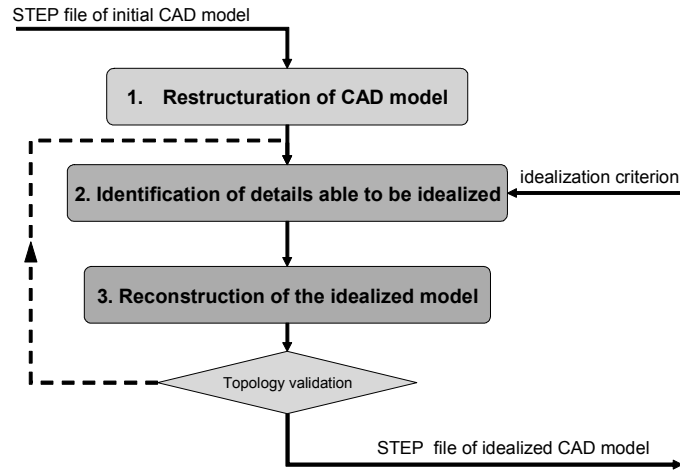 STEP file of initial CAD model
1. Restructuration of CAD model
2. Identification of details able to be idealized
idealization criterion
3. Reconstruction of the idealized model
Topology validation
STEP file of idealized CAD model